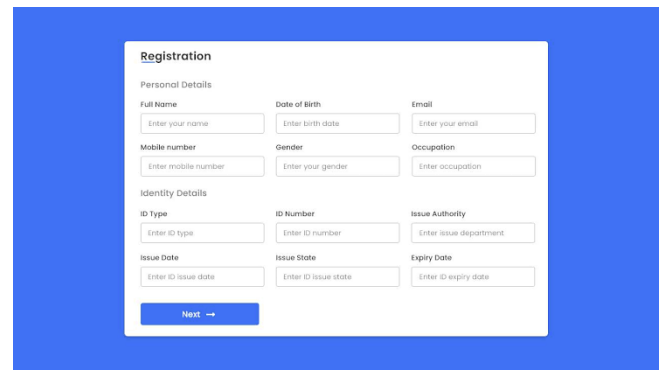 Registration
Personal Details
Full Name Date of Birth Email
Enter your name Enter birth date Enter your email
Mobile number Gender Occupation
Enter mobile number Enter your gender Enter occupation
Identity Details
ID Type ID Number Issue Authority
Enter ID type Enter ID number Enter issue department
Issue Date Issue State Expiry Date
Enter ID issue date Enter ID issue state Enter ID expiry date
Next →